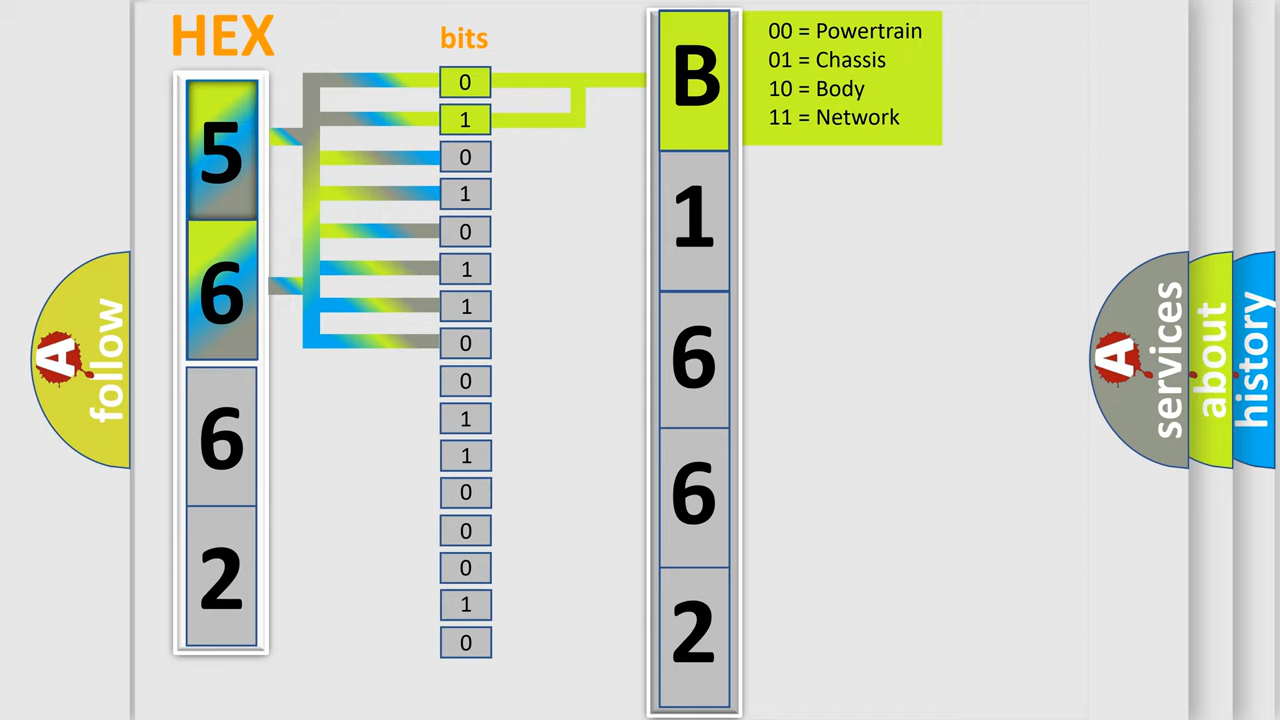 HEX
bits
5
6
6
2
0
1
0
1
0
1
1
0
0
1
1
0
0
0
1
0
B
1
6
6
2
00 = Powertrain
01 = Chassis
10 = Body
11 = Network
A
follow
A
services
about
history